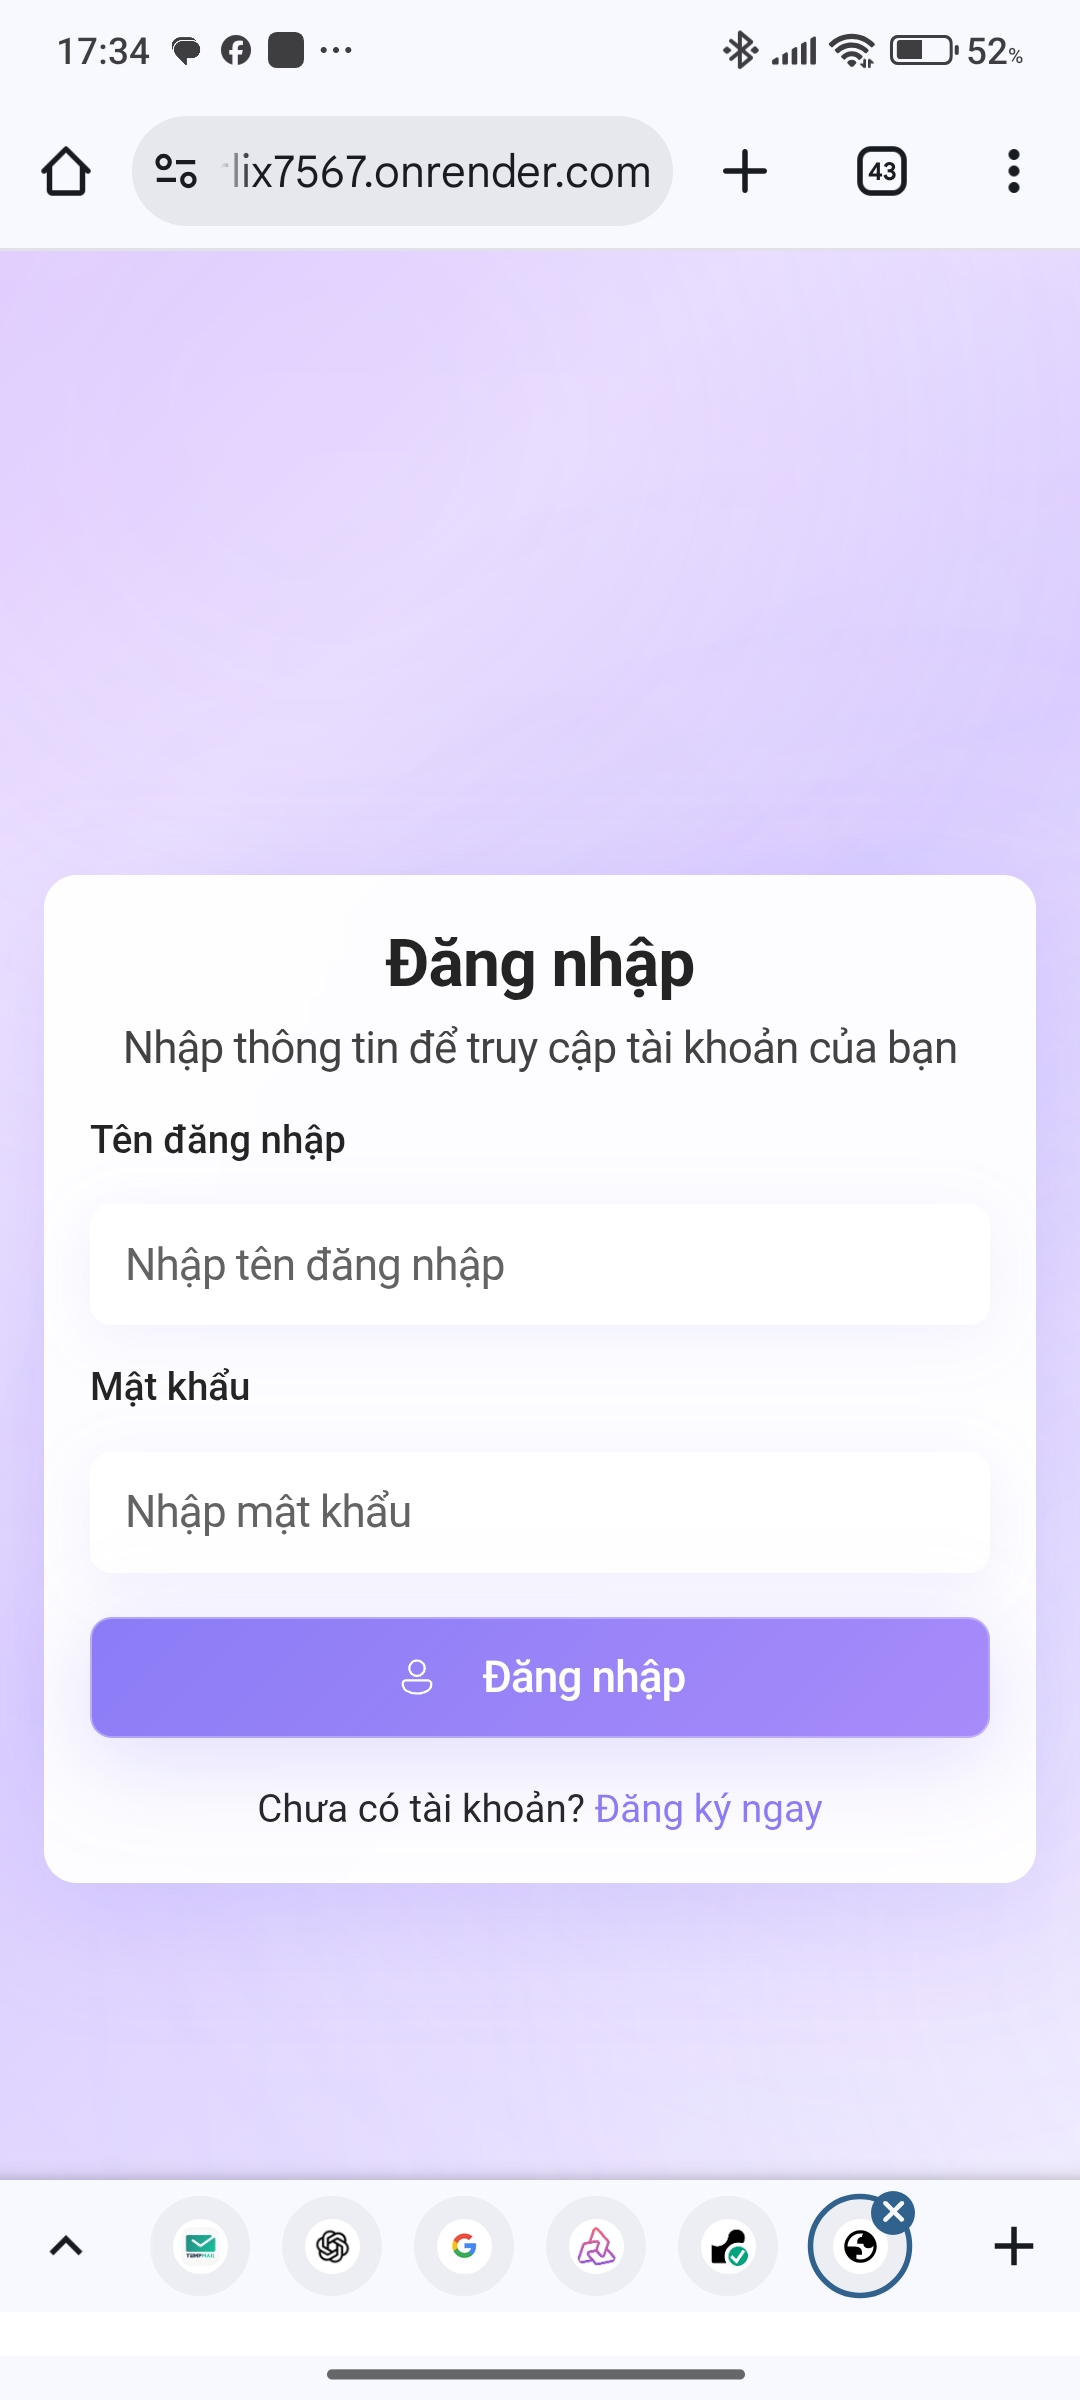 17:34
52%
lix7567.onrender.com
43
Đăng nhập
Nhập thông tin để truy cập tài khoản của bạn
Tên đăng nhập
Nhập tên đăng nhập
Mật khẩu
Nhập mật khẩu
Đăng nhập
Chưa có tài khoản? Đăng ký ngay
TEMPMAIL